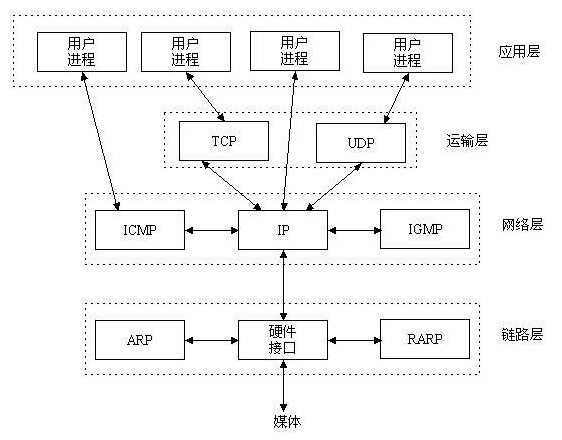 用户
进程
用户
进程
用户
进程
用户
进程
应用层
TCP
UDP
运输层
ICMP
IP
IGMP
网络层
ARP
硬件
接口
RARP
链路层
媒体